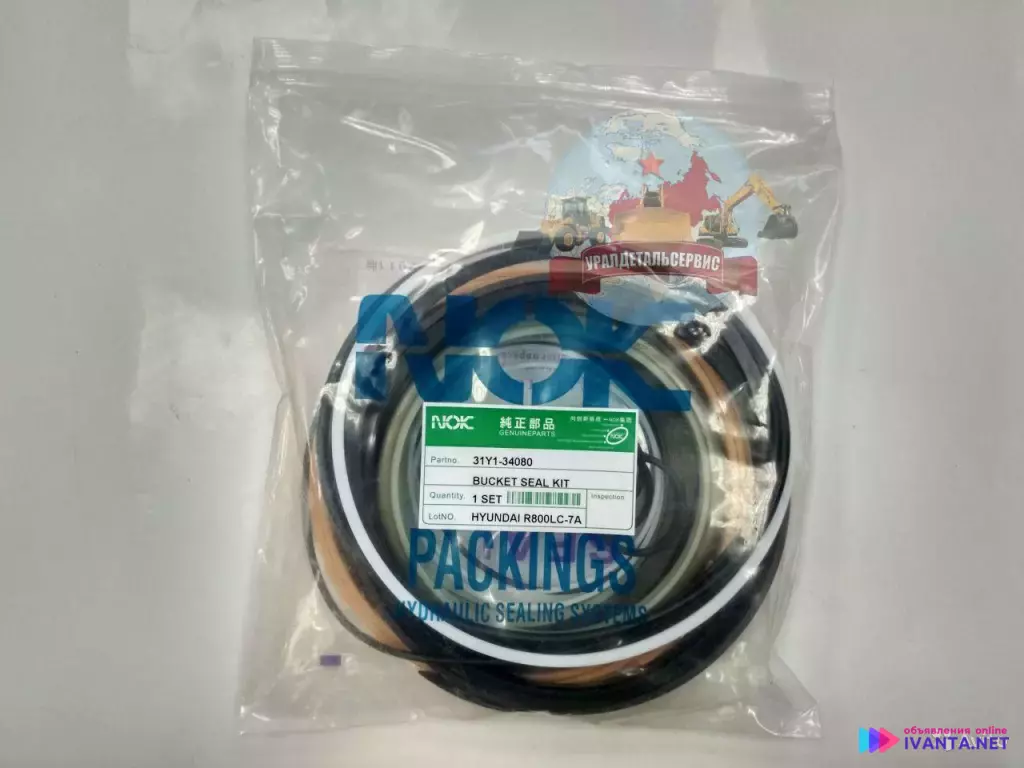 УРАЛДЕТАЛЬСЕРВИС
NOK
NOK 純正部品
GENUINEPARTS
NOK
Partno. 31Y1-34080
BUCKET SEAL KIT
Quantity. 1 SET Inspection
LotNO. HYUNDAI R800LC-7A
PACKINGS
HYDRAULIC SEALING SYSTEMS
объявления online
IVANTA.NET